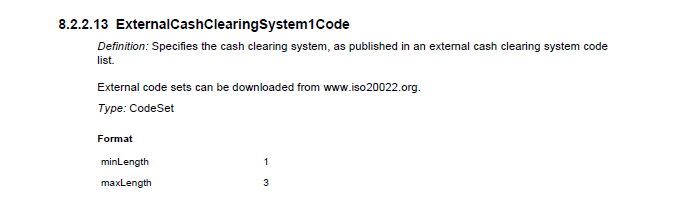 8.2.2.13 ExternalCashClearingSystem1Code
Definition: Specifies the cash clearing system, as published in an external cash clearing system code
list.
External code sets can be downloaded from www.iso20022.org.
Type: CodeSet
Format
minLength 1
maxLength 3